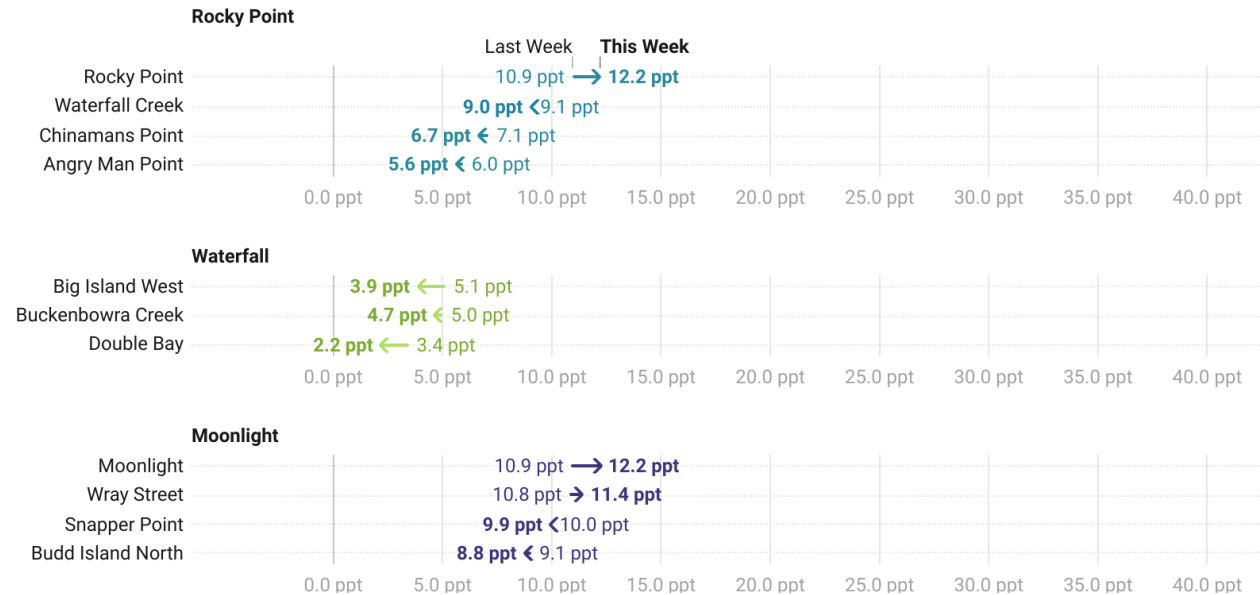 Rocky Point
Last Week This Week
Rocky Point 10.9 ppt 12.2 ppt
Waterfall Creek 9.0 ppt 9.1 ppt
Chinamans Point 6.7 ppt 7.1 ppt
Angry Man Point 5.6 ppt 6.0 ppt
0.0 ppt 5.0 ppt 10.0 ppt 15.0 ppt 20.0 ppt 25.0 ppt 30.0 ppt 35.0 ppt 40.0 ppt
Waterfall
Big Island West 3.9 ppt 5.1 ppt
Buckenbowra Creek 4.7 ppt 5.0 ppt
Double Bay 2.2 ppt 3.4 ppt
0.0 ppt 5.0 ppt 10.0 ppt 15.0 ppt 20.0 ppt 25.0 ppt 30.0 ppt 35.0 ppt 40.0 ppt
Moonlight
Moonlight 10.9 ppt 12.2 ppt
Wray Street 10.8 ppt 11.4 ppt
Snapper Point 9.9 ppt 10.0 ppt
Budd Island North 8.8 ppt 9.1 ppt
0.0 ppt 5.0 ppt 10.0 ppt 15.0 ppt 20.0 ppt 25.0 ppt 30.0 ppt 35.0 ppt 40.0 ppt